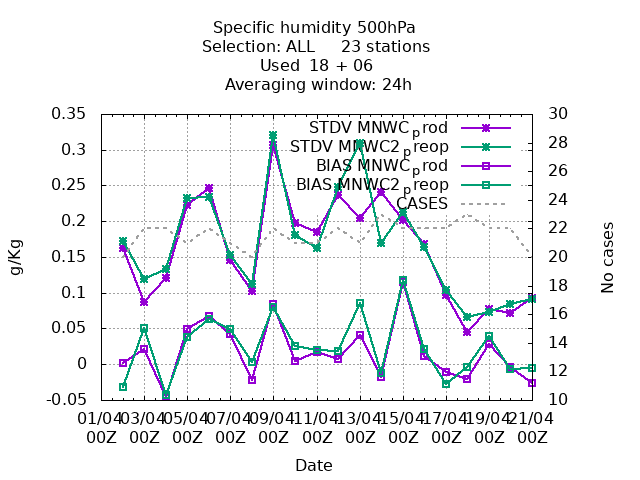 Specific humidity 500hPa
Selection: ALL 23 stations
Used 18 + 06
Averaging window: 24h
0.35
0.3
0.25
0.2
0.15
0.1
0.05
0
-0.05
g/Kg
STDV MNWC_prod
STDV MNWC2_preop
BIAS MNWC_prod
BIAS MNWC2_preop
CASES
30
28
26
24
22
20
18
16
14
12
10
No cases
01/04 03/04 05/04 07/04 09/04 11/04 13/04 15/04 17/04 19/04 21/04
00Z 00Z 00Z 00Z 00Z 00Z 00Z 00Z 00Z 00Z 00Z
Date